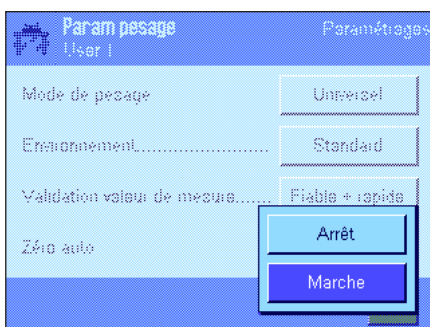 Param pesage
Paramétrages
User 1
Mode de pesage
Universel
Environnement........................
Standard
Validation valeur de mesure.......
Fiable + rapide
Zéro auto
Arrêt
Marche